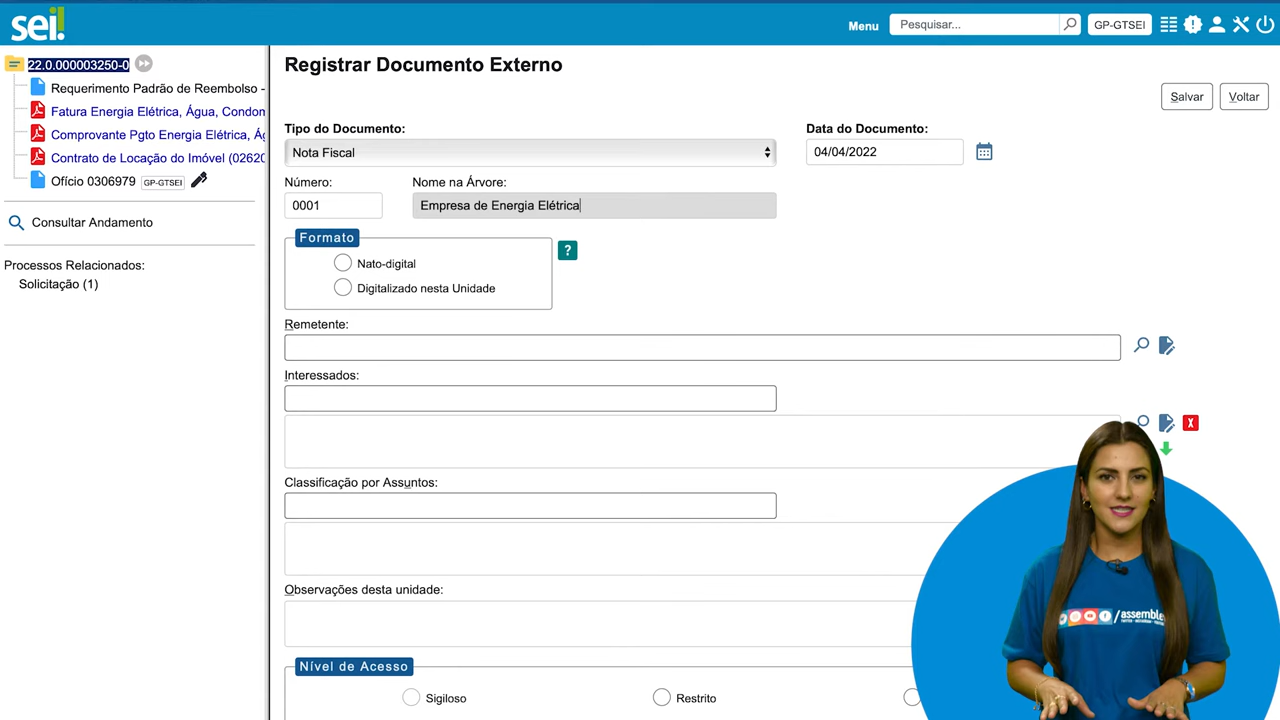 sei!
Menu
Pesquisar...
GP-GTSEI
22.0.000003250-0
Requerimento Padrão de Reembolso -
Fatura Energia Elétrica, Água, Condom
Comprovante Pgto Energia Elétrica, Ág
Contrato de Locação do Imóvel (02620
Ofício 0306979 GP-GTSEI
Consultar Andamento
Processos Relacionados:
Solicitação (1)
Registrar Documento Externo
Salvar
Voltar
Tipo do Documento:
Data do Documento:
Nota Fiscal
04/04/2022
Número:
Nome na Árvore:
0001
Empresa de Energia Elétrica
Formato
?
Nato-digital
Digitalizado nesta Unidade
Remetente:
Interessados:
X
Classificação por Assuntos:
Observações desta unidade:
Nível de Acesso
Sigiloso
Restrito
/assemble